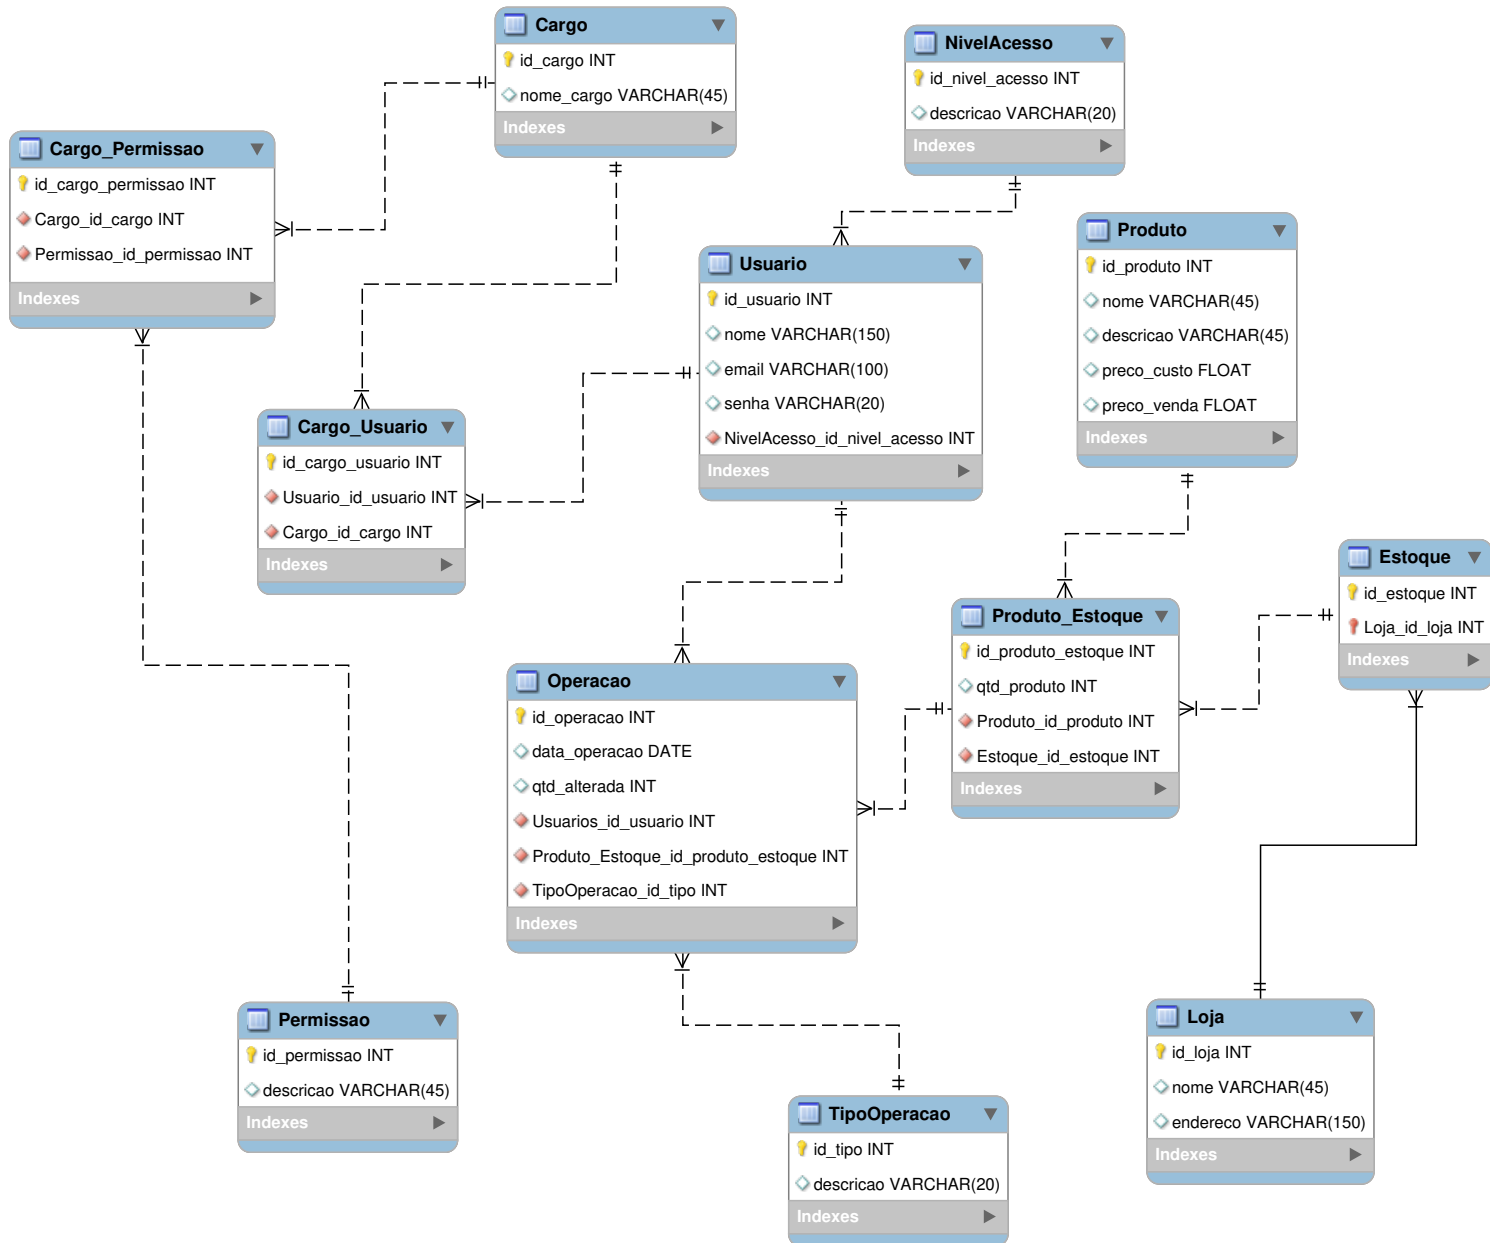 Cargo
id_cargo INT
nome_cargo VARCHAR(45)
Indexes
NivelAcesso
id_nivel_acesso INT
descricao VARCHAR(20)
Indexes
Cargo_Permissao
id_cargo_permissao INT
Cargo_id_cargo INT
Permissao_id_permissao INT
Indexes
Usuario
id_usuario INT
nome VARCHAR(150)
email VARCHAR(100)
senha VARCHAR(20)
NivelAcesso_id_nivel_acesso INT
Indexes
Produto
id_produto INT
nome VARCHAR(45)
descricao VARCHAR(45)
preco_custo FLOAT
preco_venda FLOAT
Indexes
Cargo_Usuario
id_cargo_usuario INT
Usuario_id_usuario INT
Cargo_id_cargo INT
Indexes
Estoque
id_estoque INT
Loja_id_loja INT
Indexes
Produto_Estoque
id_produto_estoque INT
qtd_produto INT
Produto_id_produto INT
Estoque_id_estoque INT
Indexes
Operacao
id_operacao INT
data_operacao DATE
qtd_alterada INT
Usuarios_id_usuario INT
Produto_Estoque_id_produto_estoque INT
TipoOperacao_id_tipo INT
Indexes
Permissao
id_permissao INT
descricao VARCHAR(45)
Indexes
Loja
id_loja INT
nome VARCHAR(45)
endereco VARCHAR(150)
Indexes
TipoOperacao
id_tipo INT
descricao VARCHAR(20)
Indexes